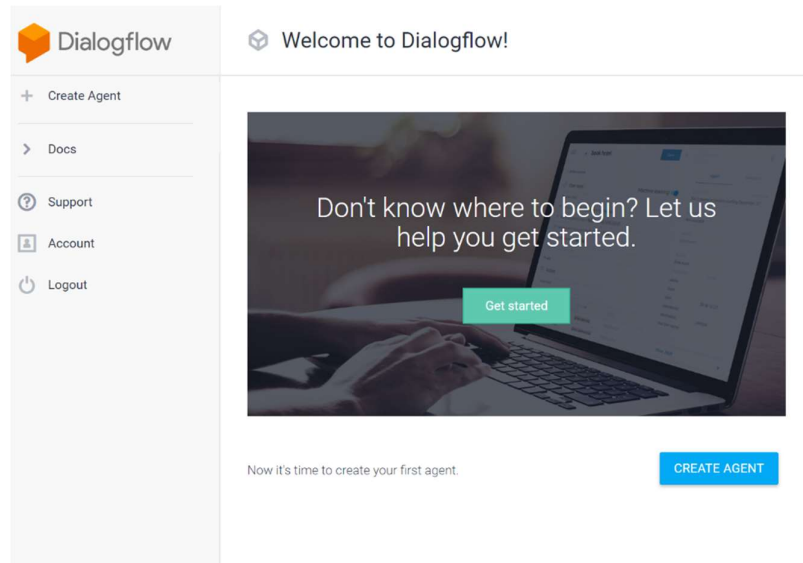 Dialogflow
Welcome to Dialogflow!
Create Agent
Docs
Support
Account
Logout
Don't know where to begin? Let us
help you get started.
Get started
Now it's time to create your first agent.
CREATE AGENT